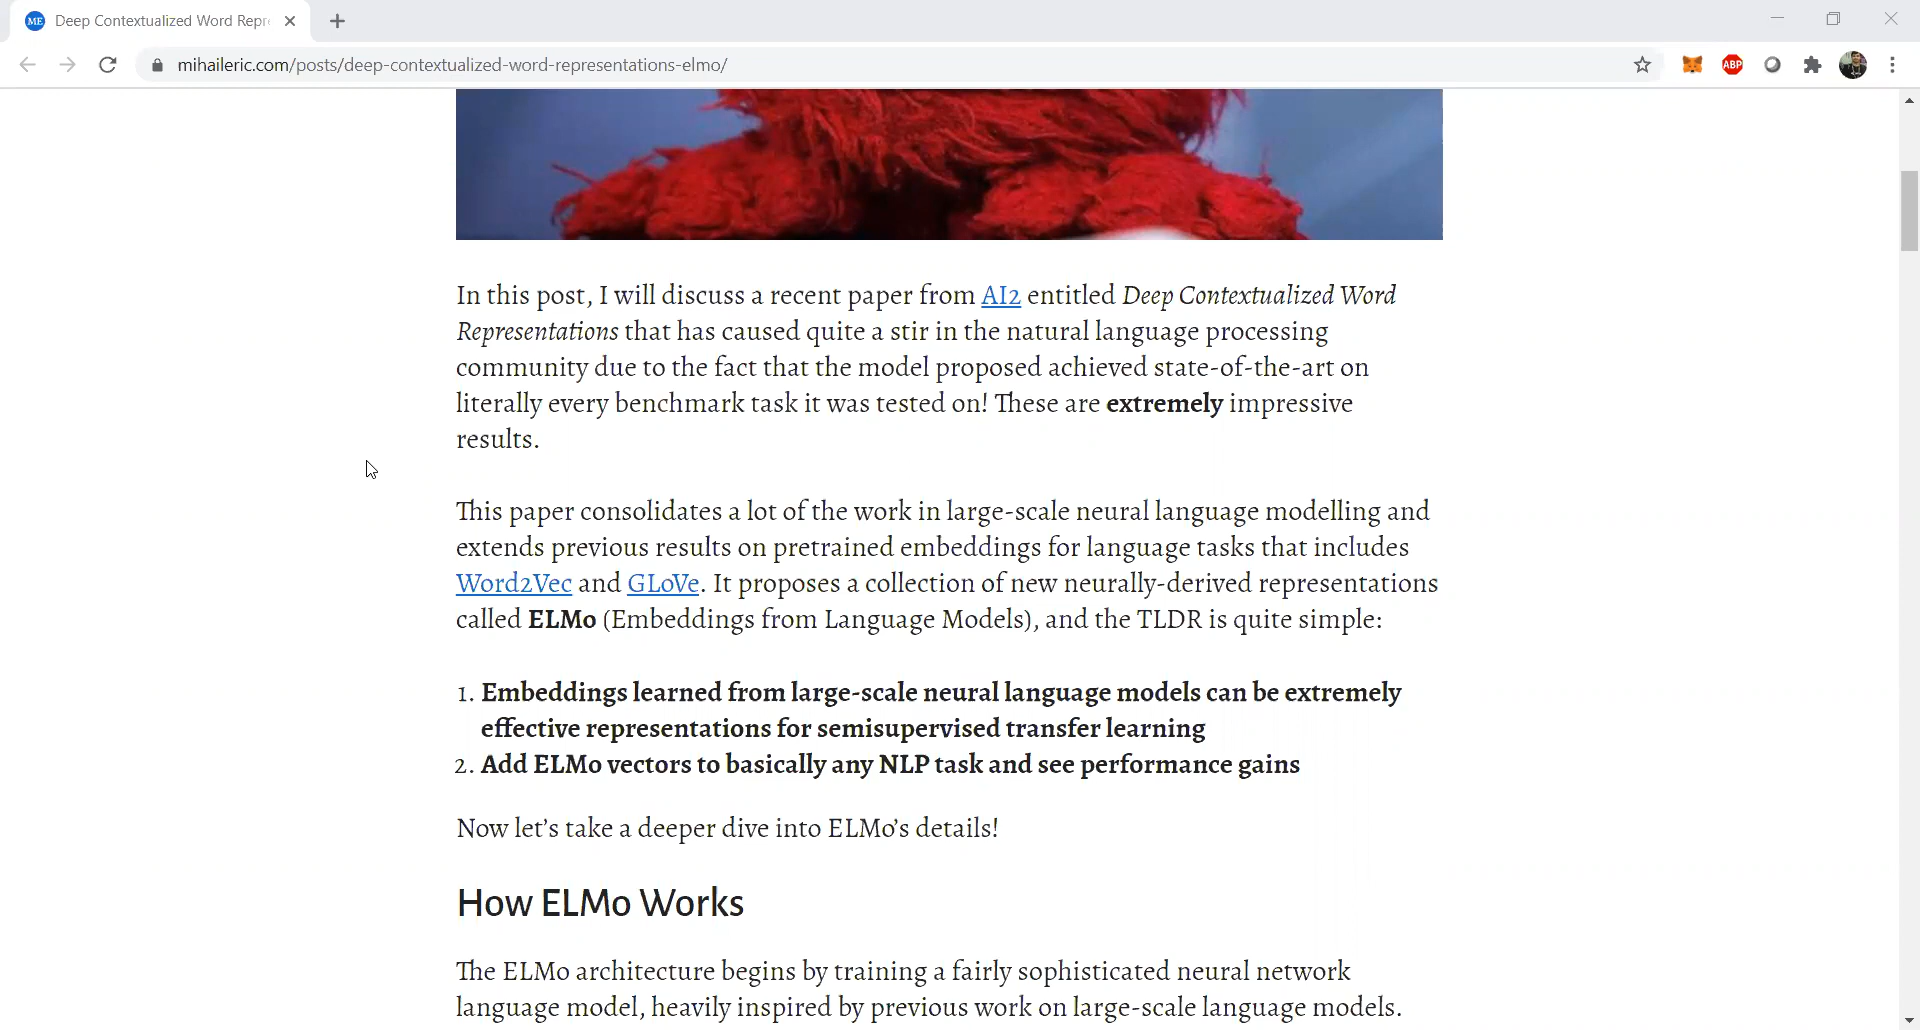 ME Deep Contextualized Word Repre
mihaileric.com/posts/deep-contextualized-word-representations-elmo/
ABP
In this post, I will discuss a recent paper from AI2 entitled Deep Contextualized Word
Representations that has caused quite a stir in the natural language processing
community due to the fact that the model proposed achieved state-of-the-art on
literally every benchmark task it was tested on! These are extremely impressive
results.
This paper consolidates a lot of the work in large-scale neural language modelling and
extends previous results on pretrained embeddings for language tasks that includes
Word2Vec and GLoVe. It proposes a collection of new neurally-derived representations
called ELMo (Embeddings from Language Models), and the TLDR is quite simple:
1. Embeddings learned from large-scale neural language models can be extremely
effective representations for semisupervised transfer learning
2. Add ELMo vectors to basically any NLP task and see performance gains
Now let's take a deeper dive into ELMo's details!
How ELMo Works
The ELMo architecture begins by training a fairly sophisticated neural network
language model, heavily inspired by previous work on large-scale language models.